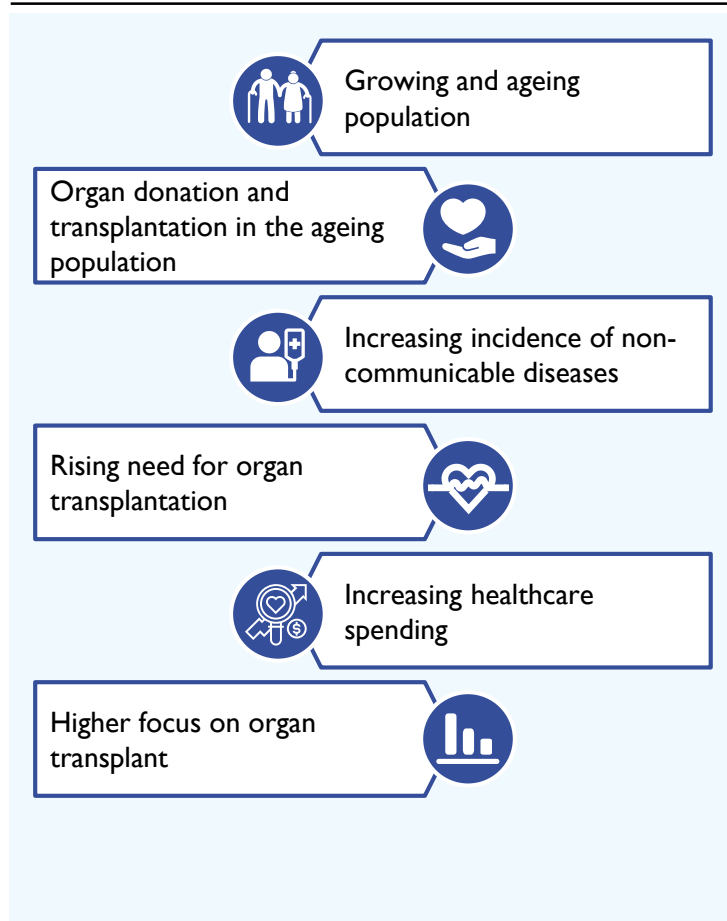 Growing and ageing
population
Organ donation and
transplantation in the ageing
population
Increasing incidence of non-
communicable diseases
Rising need for organ
transplantation
Increasing healthcare
spending
Higher focus on organ
transplant